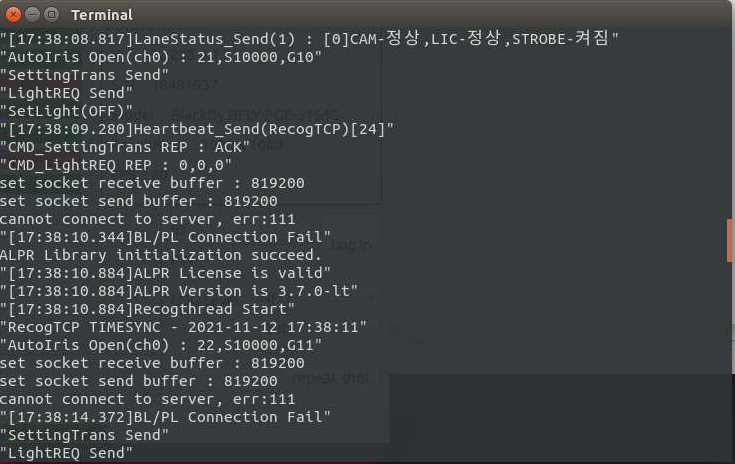 Terminal
"[17:38:08.817]LaneStatus_Send(1) : [0]CAM-정상,LIC-정상,STROBE-켜짐"
"AutoIris Open(ch0) : 21,S10000,G10"
"SettingTrans Send"
"LightREQ Send"
"SetLight(OFF)"
"[17:38:09.280]Heartbeat_Send(RecogTCP)[24]"
"CMD_SettingTrans REP : ACK"
"CMD_LightREQ REP : 0,0,0"
set socket receive buffer : 819200
set socket send buffer : 819200
cannot connect to server, err:111
"[17:38:10.344]BL/PL Connection Fail"
Log in
ALPR Library initialization succeed.
"[17:38:10.884]ALPR License is valid"
"[17:38:10.884]ALPR Version is 3.7.0-lt"
"[17:38:10.884]Recogthread Start"
"RecogTCP TIMESYNC - 2021-11-12 17:38:11"
"AutoIris Open(ch0) : 22,S10000,G11"
set socket receive buffer : 819200
set socket send buffer : 819200
repeat shot
cannot connect to server, err:111
"[17:38:14.372]BL/PL Connection Fail"
"SettingTrans Send"
"LightREQ Send"